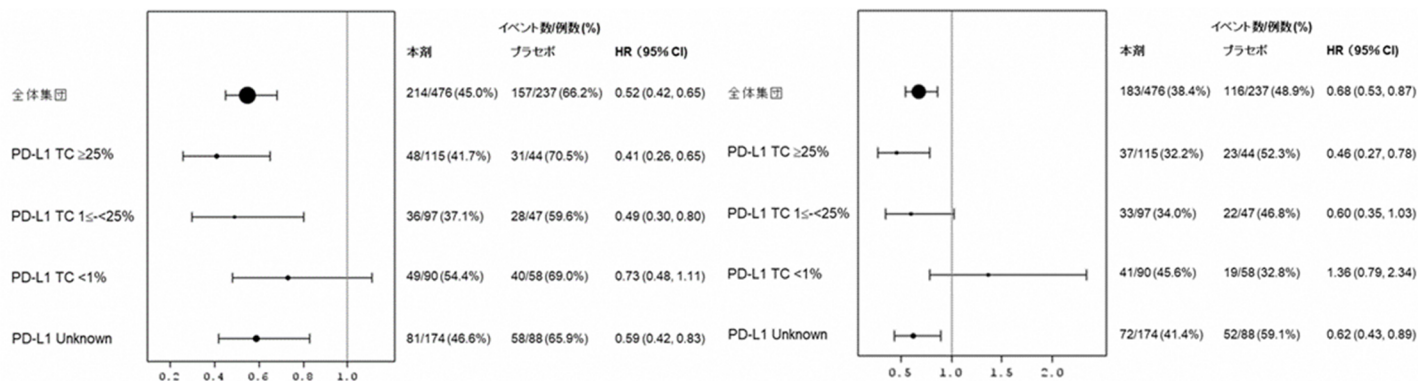 イベント数/例数(%)
本剤 プラセボ HR (95% CI)
全体集団 214/476 (45.0%) 157/237 (66.2%) 0.52 (0.42, 0.65)
PD-L1 TC ≥25% 48/115 (41.7%) 31/44 (70.5%) 0.41 (0.26, 0.65)
PD-L1 TC 1≤-<25% 36/97 (37.1%) 28/47 (59.6%) 0.49 (0.30, 0.80)
PD-L1 TC <1% 49/90 (54.4%) 40/58 (69.0%) 0.73 (0.48, 1.11)
PD-L1 Unknown 81/174 (46.6%) 58/88 (65.9%) 0.59 (0.42, 0.83)
0.2 0.4 0.6 0.8 1.0
イベント数/例数(%)
本剤 プラセボ HR (95% CI)
全体集団 183/476 (38.4%) 116/237 (48.9%) 0.68 (0.53, 0.87)
PD-L1 TC ≥25% 37/115 (32.2%) 23/44 (52.3%) 0.46 (0.27, 0.78)
PD-L1 TC 1≤-<25% 33/97 (34.0%) 22/47 (46.8%) 0.60 (0.35, 1.03)
PD-L1 TC <1% 41/90 (45.6%) 19/58 (32.8%) 1.36 (0.79, 2.34)
PD-L1 Unknown 72/174 (41.4%) 52/88 (59.1%) 0.62 (0.43, 0.89)
0.5 1.0 1.5 2.0